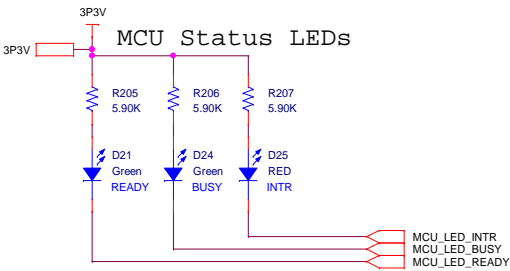 3P3V
MCU Status LEDs
3P3V
R205
5.90K
R206
5.90K
R207
5.90K
D21
Green
READY
D24
Green
BUSY
D25
RED
INTR
MCU_LED_INTR
MCU_LED_BUSY
MCU_LED_READY